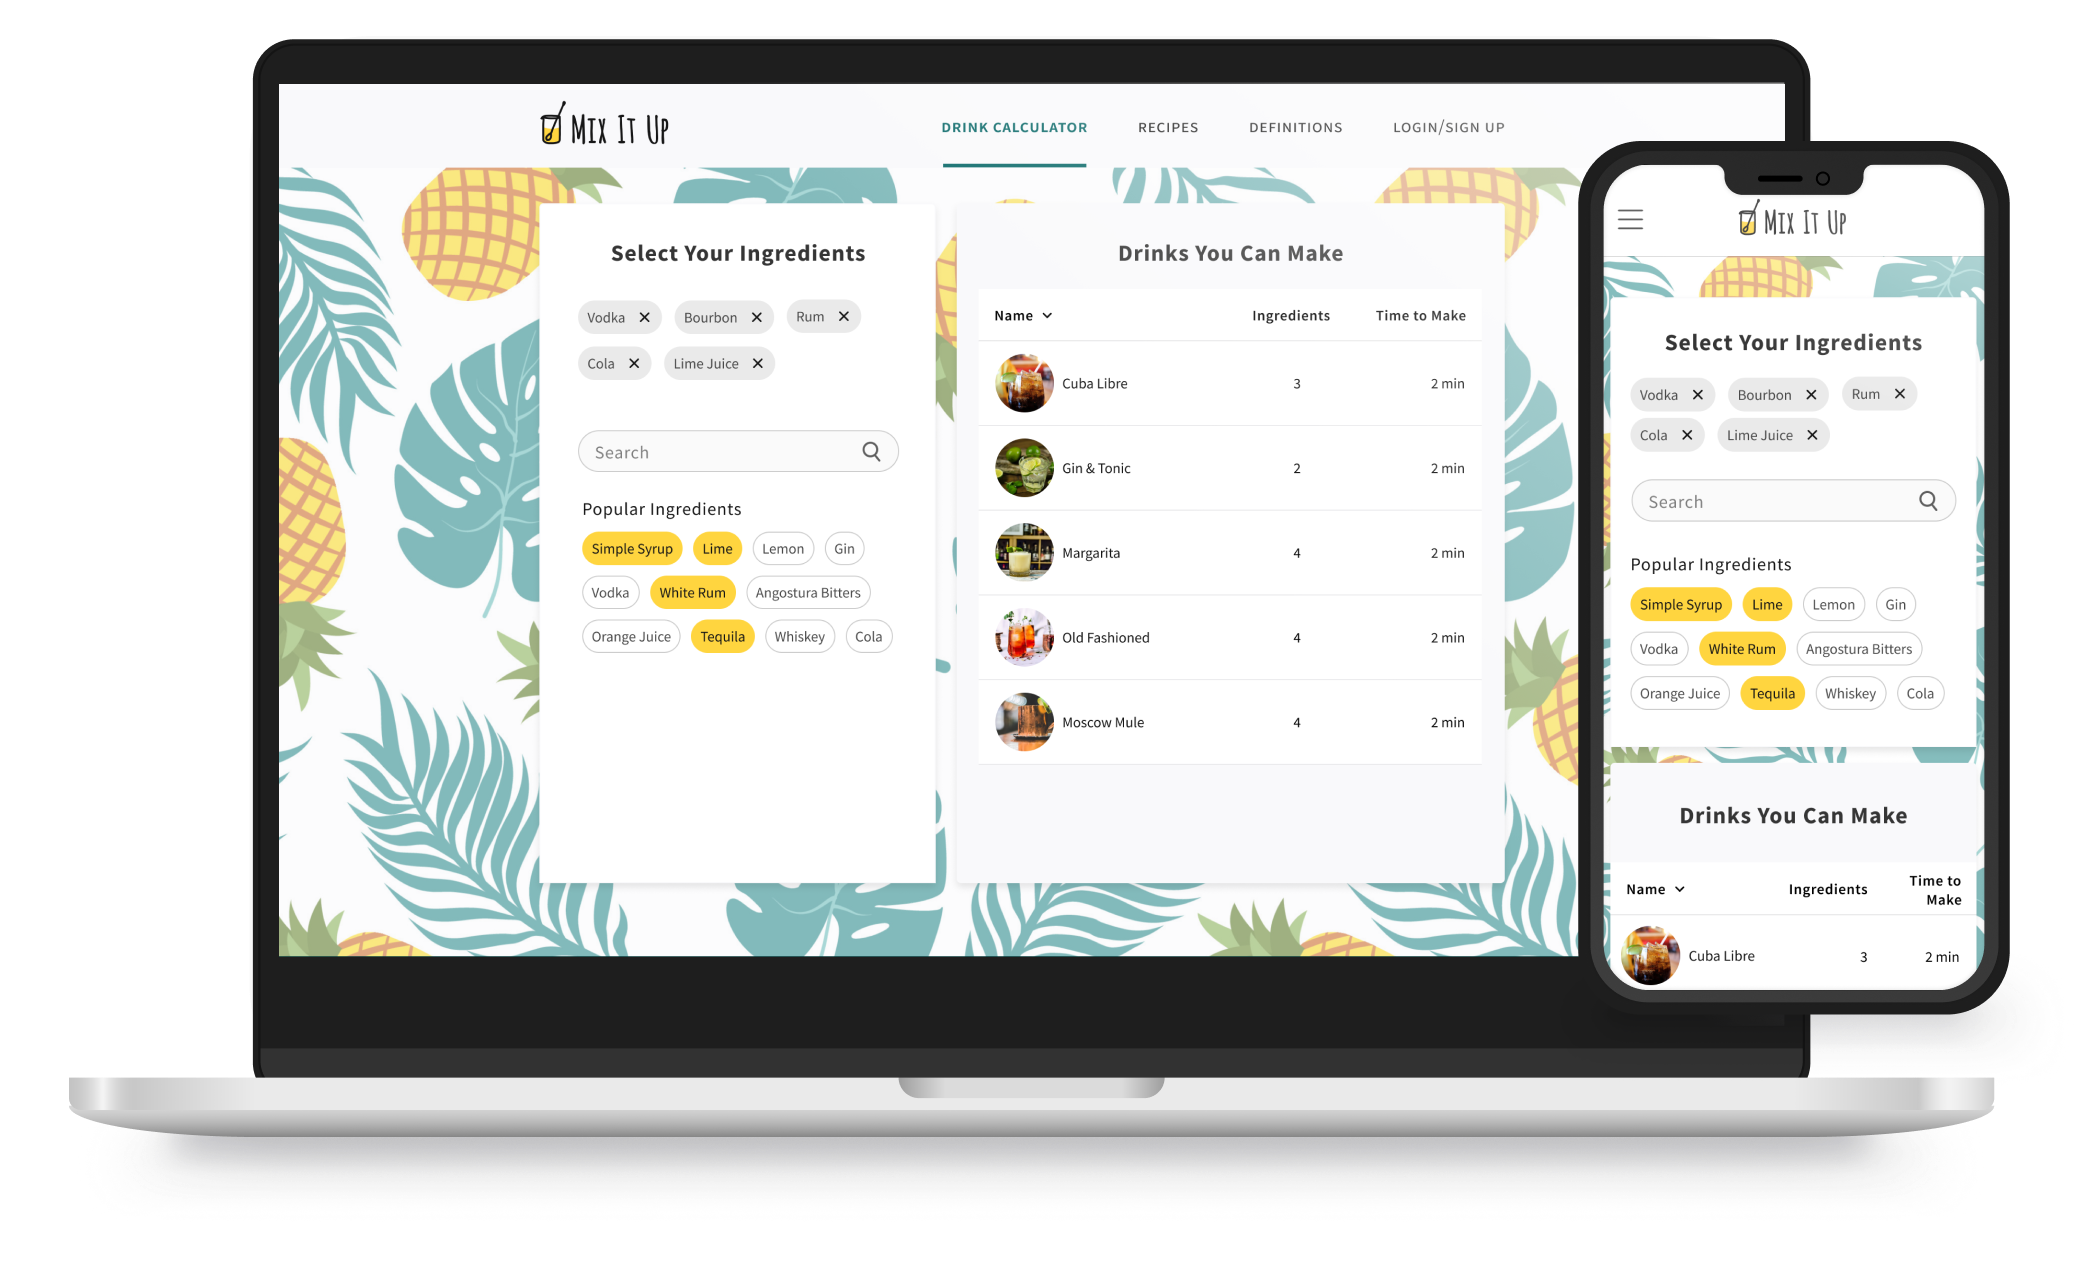 Mix It Up
DRINK CALCULATOR RECIPES DEFINITIONS LOGIN/SIGN UP
Select Your Ingredients
Vodka Bourbon Rum
Cola Lime Juice
Search
Popular Ingredients
Simple Syrup Lime Lemon Gin
Vodka White Rum Angostura Bitters
Orange Juice Tequila Whiskey Cola
Drinks You Can Make
Name Ingredients Time to Make
Cuba Libre 3 2 min
Gin & Tonic 2 2 min
Margarita 4 2 min
Old Fashioned 4 2 min
Moscow Mule 4 2 min
Mix It Up
Select Your Ingredients
Vodka Bourbon Rum
Cola Lime Juice
Search
Popular Ingredients
Simple Syrup Lime Lemon Gin
Vodka White Rum Angostura Bitters
Orange Juice Tequila Whiskey Cola
Drinks You Can Make
Name Ingredients Time to
Make
Cuba Libre 3 2 min